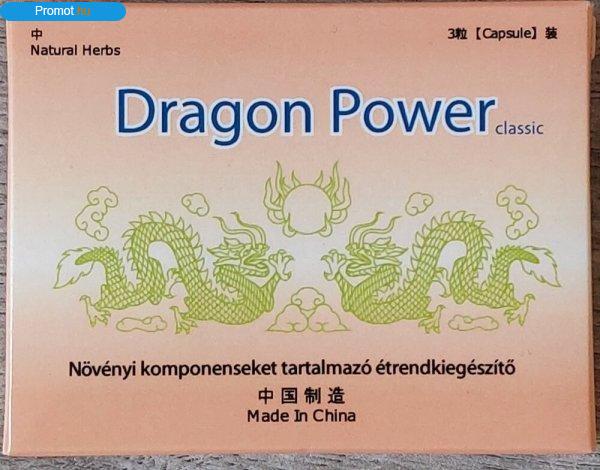 Promot.hu
中
Natural Herbs
3粒【Capsule】装
Dragon Power
classic
Növényi komponenseket tartalmazó étrendkiegészítő
中国制造
Made In China